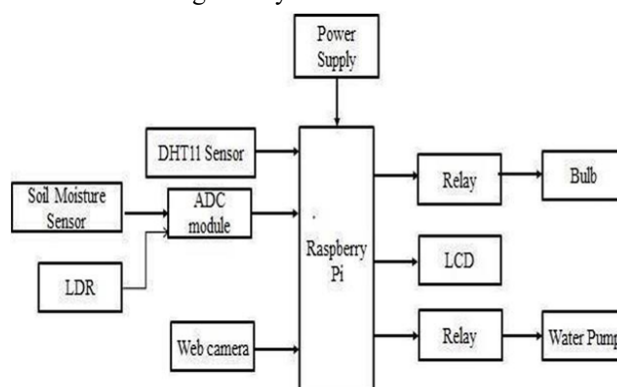 Power
Supply
DHT11 Sensor
Soil Moisture
Sensor
ADC
module
LDR
Web camera
Raspberry
Pi
Relay
Bulb
LCD
Relay
Water Pump